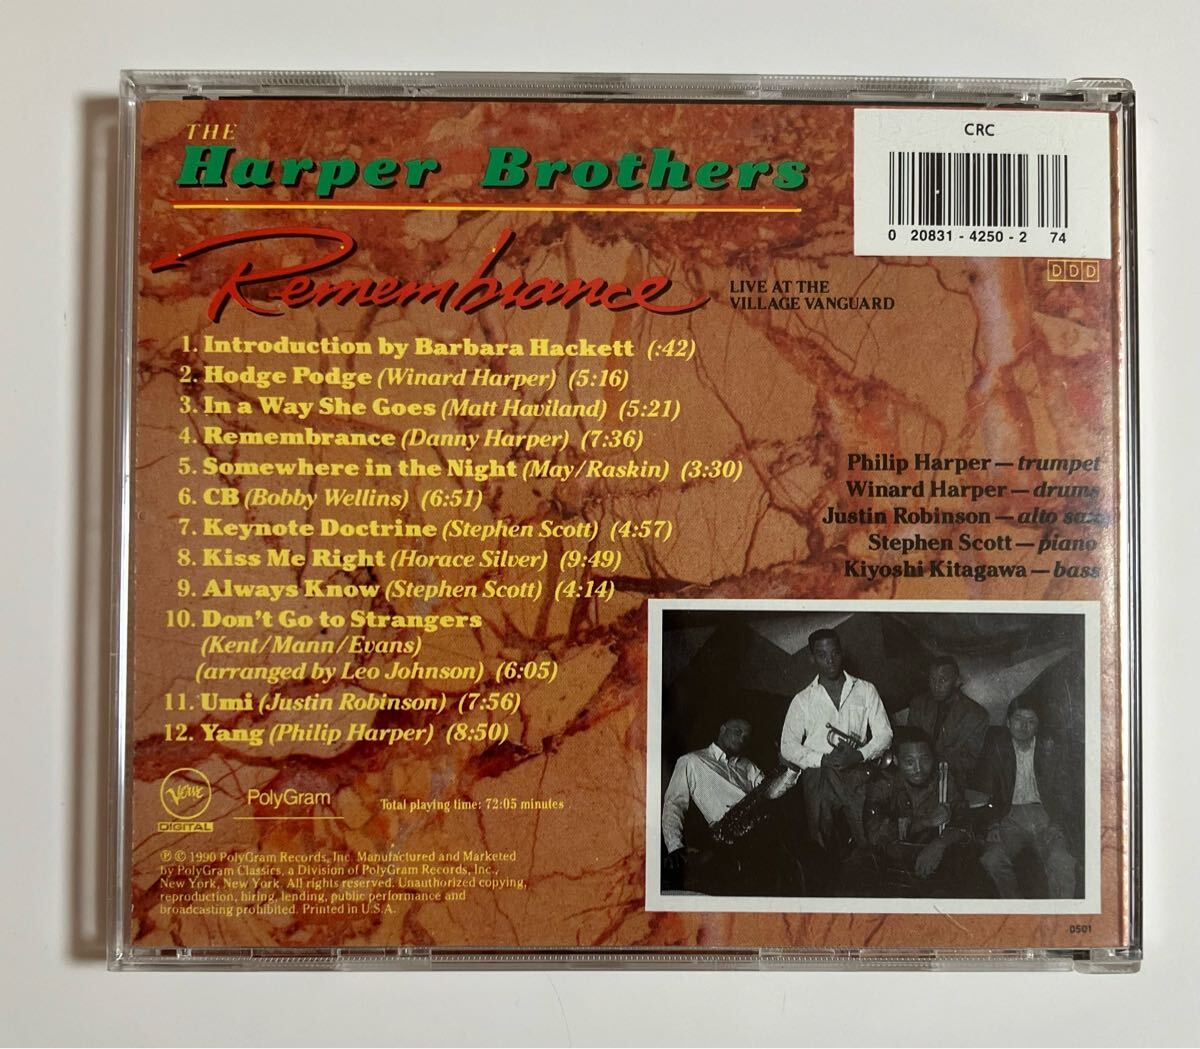 THE
Harper Brothers
Remembrance
LIVE AT THE
VILLAGE VANGUARD
CRC
0 20831-4250-2 74
DDD
1. Introduction by Barbara Hackett (:42)
2. Hodge Podge (Winard Harper) (5:16)
3. In a Way She Goes (Matt Haviland) (5:21)
4. Remembrance (Danny Harper) (7:36)
5. Somewhere in the Night (May/Raskin) (3:30)
6. CB (Bobby Wellins) (6:51)
7. Keynote Doctrine (Stephen Scott) (4:57)
8. Kiss Me Right (Horace Silver) (9:49)
9. Always Know (Stephen Scott) (4:14)
10. Don't Go to Strangers
(Kent/Mann/Evans)
(arranged by Leo Johnson) (6:05)
11. Umi (Justin Robinson) (7:56)
12. Yang (Philip Harper) (8:50)
Philip Harper—trumpet
Winard Harper—drums
Justin Robinson—alto sax
Stephen Scott—piano
Kiyoshi Kitagawa—bass
Verve
DIGITAL
PolyGram
Total playing time: 72:05 minutes
℗ © 1990 PolyGram Records, Inc. Manufactured and Marketed
by PolyGram Classics, a Division of PolyGram Records, Inc.,
New York, New York. All rights reserved. Unauthorized copying,
reproduction, hiring, lending, public performance and
broadcasting prohibited. Printed in U.S.A.
0501